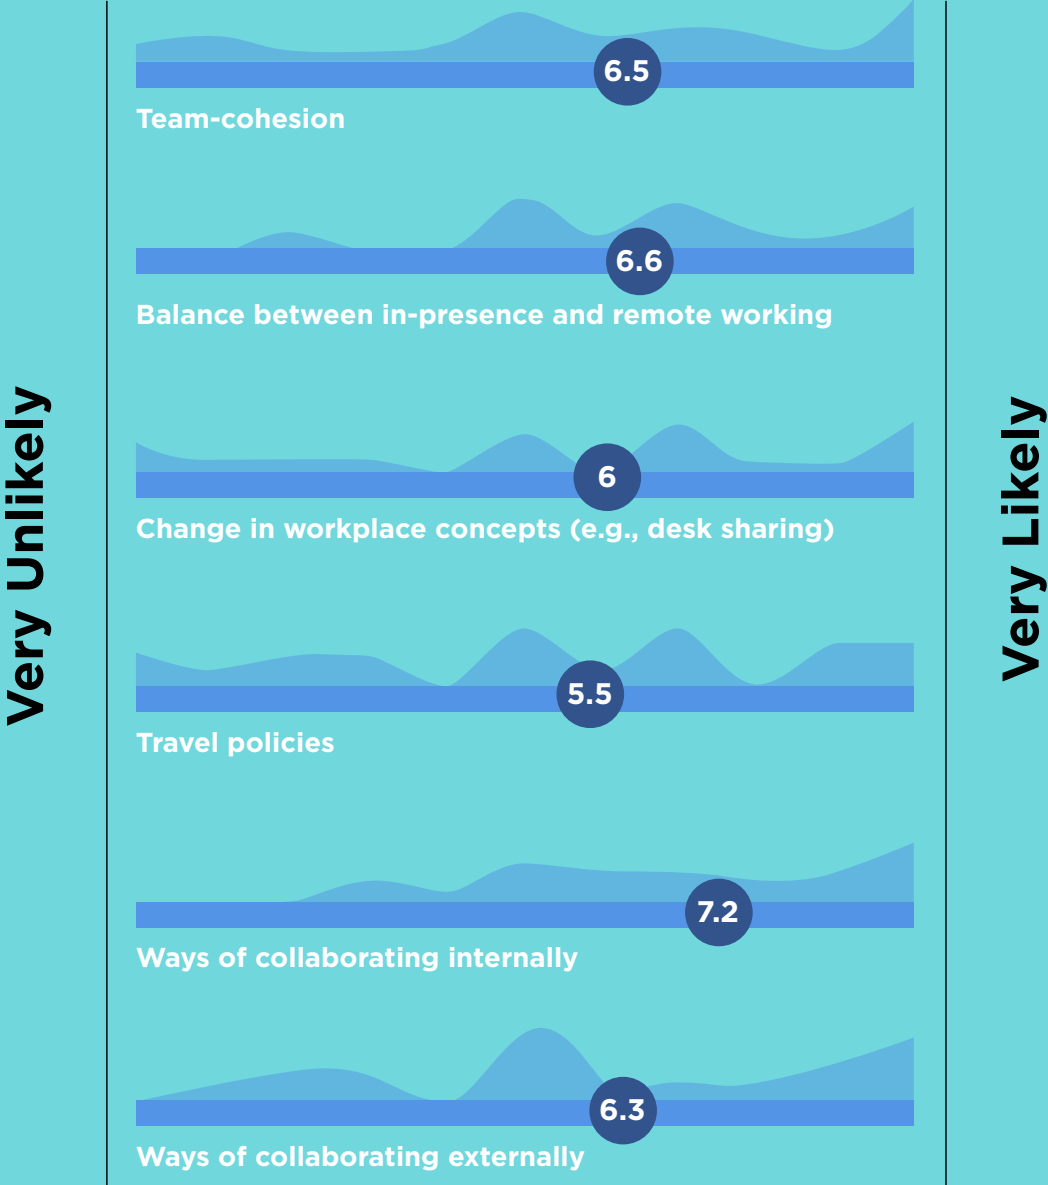 6.5
Team-cohesion
6.6
Balance between in-presence and remote working
6
Change in workplace concepts (e.g., desk sharing)
5.5
Travel policies
7.2
Ways of collaborating internally
6.3
Ways of collaborating externally
Very Unlikely
Very Likely